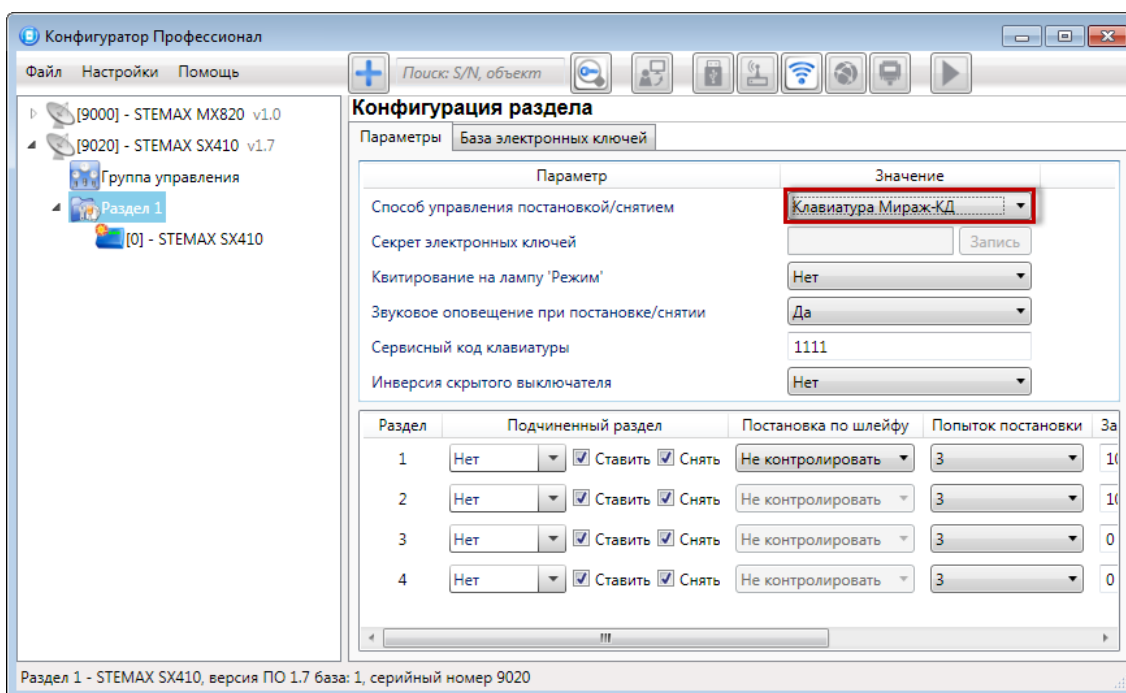 Конфигуратор Профессионал
Файл Настройки Помощь
Поиск: S/N, объект
[9000] - STEMAX MX820 v1.0
[9020] - STEMAX SX410 v1.7
Группа управления
Раздел 1
[0] - STEMAX SX410
Конфигурация раздела
Параметры База электронных ключей
Параметр Значение
Способ управления постановкой/снятием Клавиатура Мираж-КД
Секрет электронных ключей Запись
Квитирование на лампу 'Режим' Нет
Звуковое оповещение при постановке/снятии Да
Сервисный код клавиатуры 1111
Инверсия скрытого выключателя Нет
Раздел Подчиненный раздел Постановка по шлейфу Попыток постановки За
1 Нет Ставить Снять Не контролировать 3 10
2 Нет Ставить Снять Не контролировать 3 10
3 Нет Ставить Снять Не контролировать 3 0
4 Нет Ставить Снять Не контролировать 3 0
Раздел 1 - STEMAX SX410, версия ПО 1.7 база: 1, серийный номер 9020